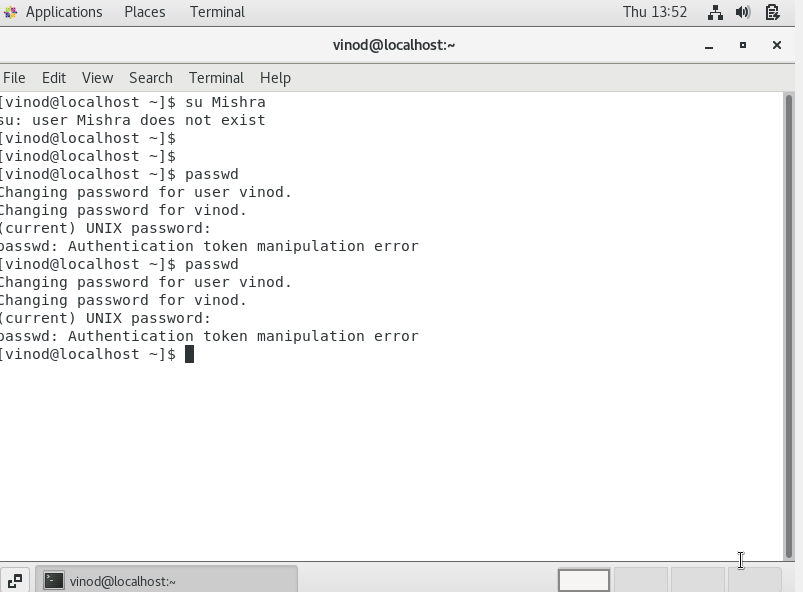 Applications Places Terminal Thu 13:52
vinod@localhost:~
File Edit View Search Terminal Help
[vinod@localhost ~]$ su Mishra
su: user Mishra does not exist
[vinod@localhost ~]$
[vinod@localhost ~]$
[vinod@localhost ~]$ passwd
Changing password for user vinod.
Changing password for vinod.
(current) UNIX password:
passwd: Authentication token manipulation error
[vinod@localhost ~]$ passwd
Changing password for user vinod.
Changing password for vinod.
(current) UNIX password:
passwd: Authentication token manipulation error
[vinod@localhost ~]$
vinod@localhost:~